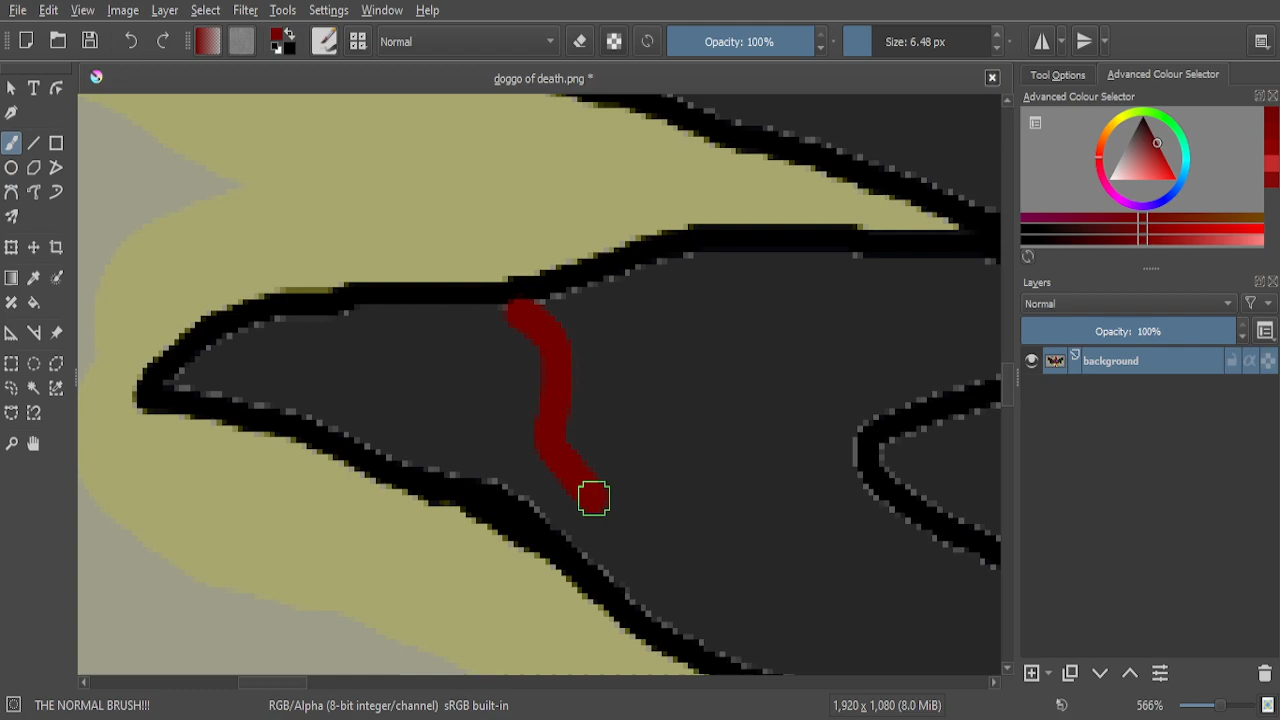 File Edit View Image Layer Select Filter Tools Settings Window Help
Normal Opacity: 100% Size: 6.48 px
doggo of death.png *
Tool Options Advanced Colour Selector
Advanced Colour Selector
Layers
Normal
Opacity: 100%
background
THE NORMAL BRUSH!!! RGB/Alpha (8-bit integer/channel) sRGB built-in 1,920 x 1,080 (8.0 MiB) 566%